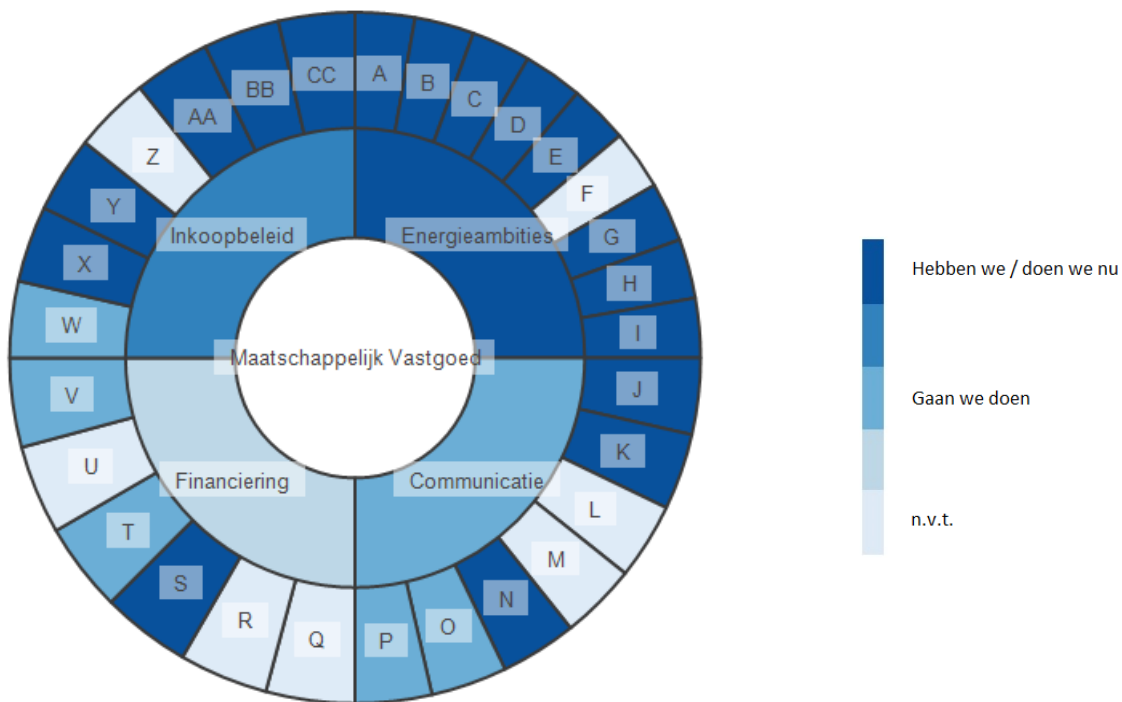 CC
A
BB
B
C
AA
D
Z
E
F
Y
Inkoopbeleid
Energieambities
G
X
H
Hebben we / doen we nu
W
I
Maatschappelijk Vastgoed
V
J
Gaan we doen
K
U
Financiering
Communicatie
L
n.v.t.
T
M
S
N
R
Q
P
O